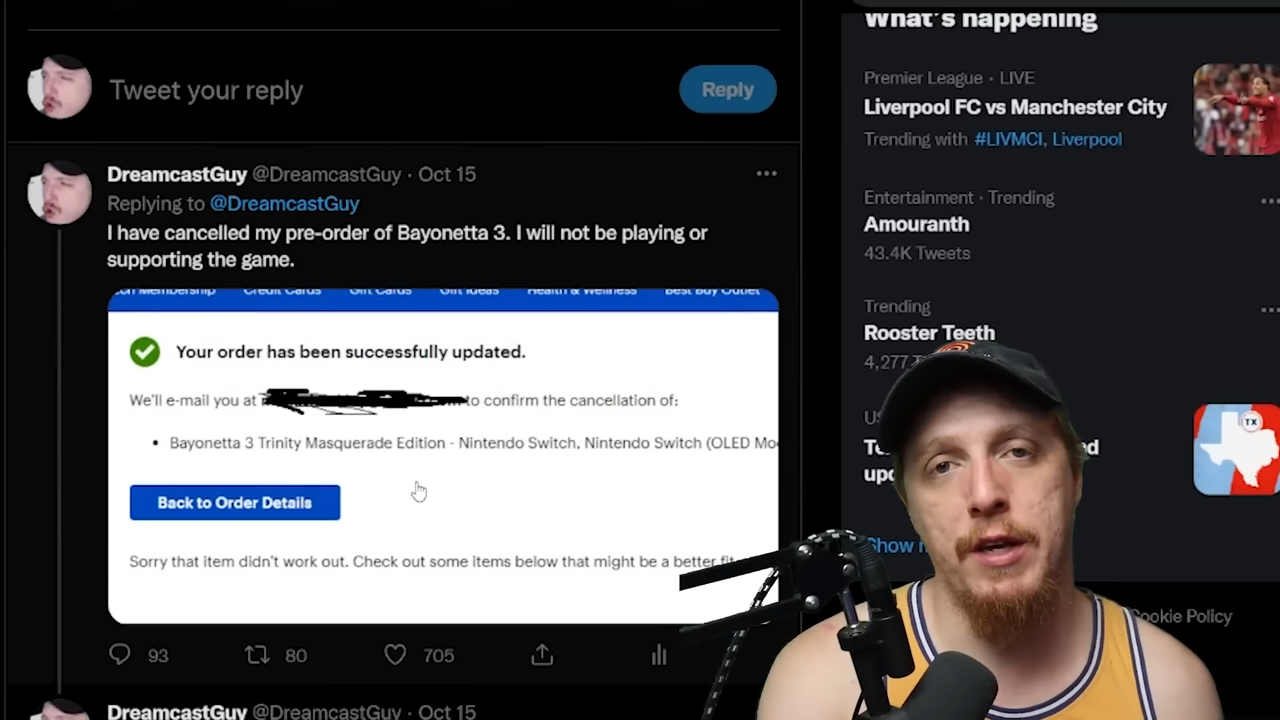 What's happening
Tweet your reply
Reply
Premier League · LIVE
Liverpool FC vs Manchester City
Trending with #LIVMCI, Liverpool
DreamcastGuy @DreamcastGuy · Oct 15
Replying to @DreamcastGuy
I have cancelled my pre-order of Bayonetta 3. I will not be playing or
supporting the game.
Entertainment · Trending
Amouranth
43.4K Tweets
Membership Credit Cards Gift Cards Gift Ideas Health & Wellness Best Buy Outlet
Trending
Rooster Teeth
4,277
Your order has been successfully updated.
We'll e-mail you at to confirm the cancellation of:
• Bayonetta 3 Trinity Masquerade Edition - Nintendo Switch, Nintendo Switch (OLED
TX
Back to Order Details
Sorry that item didn't work out. Check out some items below that might be a better fit
Show
Cookie Policy
93 80 705
DreamcastGuy @DreamcastGuy · Oct 15